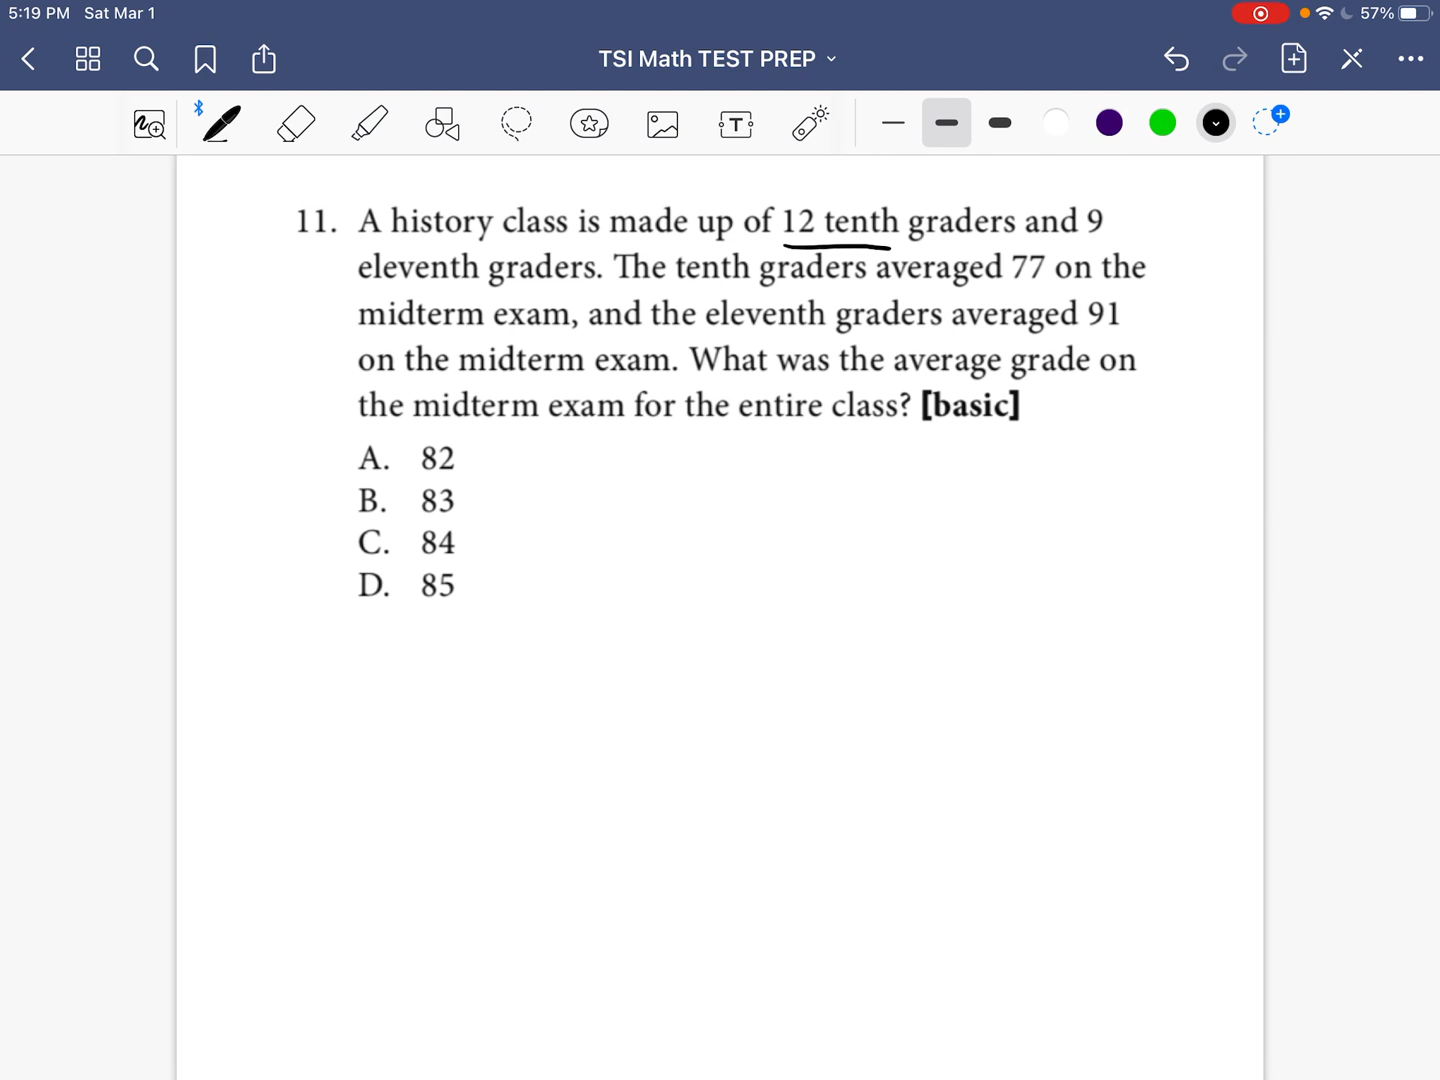 5:19 PM Sat Mar 1 57%
TSI Math TEST PREP
T
11. A history class is made up of 12 tenth graders and 9
eleventh graders. The tenth graders averaged 77 on the
midterm exam, and the eleventh graders averaged 91
on the midterm exam. What was the average grade on
the midterm exam for the entire class? [basic]
A. 82
B. 83
C. 84
D. 85